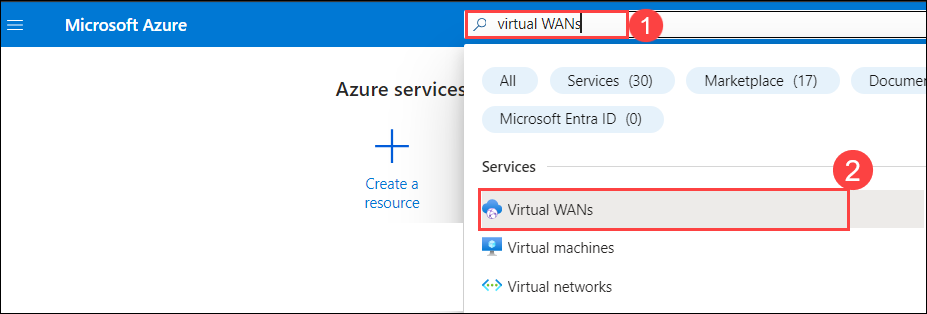 Microsoft Azure
virtual WANs
1
All
Services (30)
Marketplace (17)
Documen
Microsoft Entra ID (0)
Azure services
Create a
resource
Services
2
Virtual WANs
Virtual machines
Virtual networks